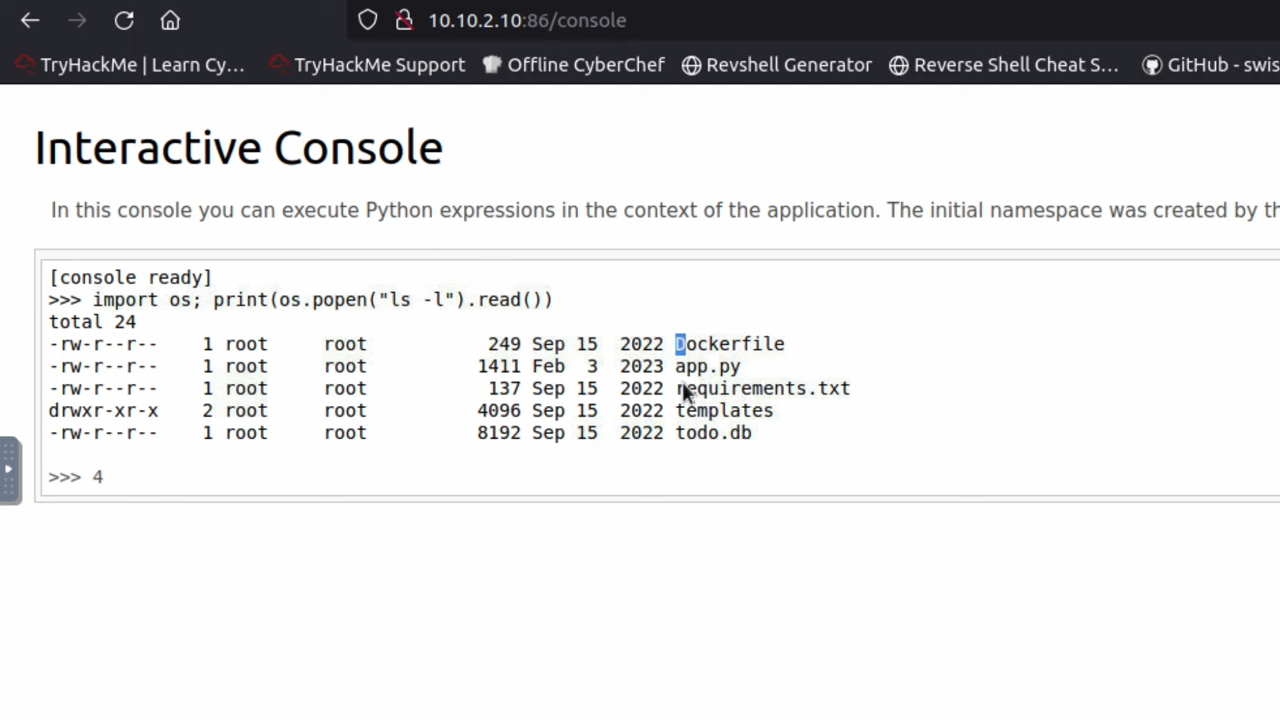 10.10.2.10:86/console
TryHackMe | Learn Cy… TryHackMe Support Offline CyberChef Revshell Generator Reverse Shell Cheat S… GitHub - swis
Interactive Console
In this console you can execute Python expressions in the context of the application. The initial namespace was created by th
[console ready]
>>> import os; print(os.popen("ls -l").read())
total 24
-rw-r--r-- 1 root root 249 Sep 15 2022 Dockerfile
-rw-r--r-- 1 root root 1411 Feb 3 2023 app.py
-rw-r--r-- 1 root root 137 Sep 15 2022 requirements.txt
drwxr-xr-x 2 root root 4096 Sep 15 2022 templates
-rw-r--r-- 1 root root 8192 Sep 15 2022 todo.db
>>> 4